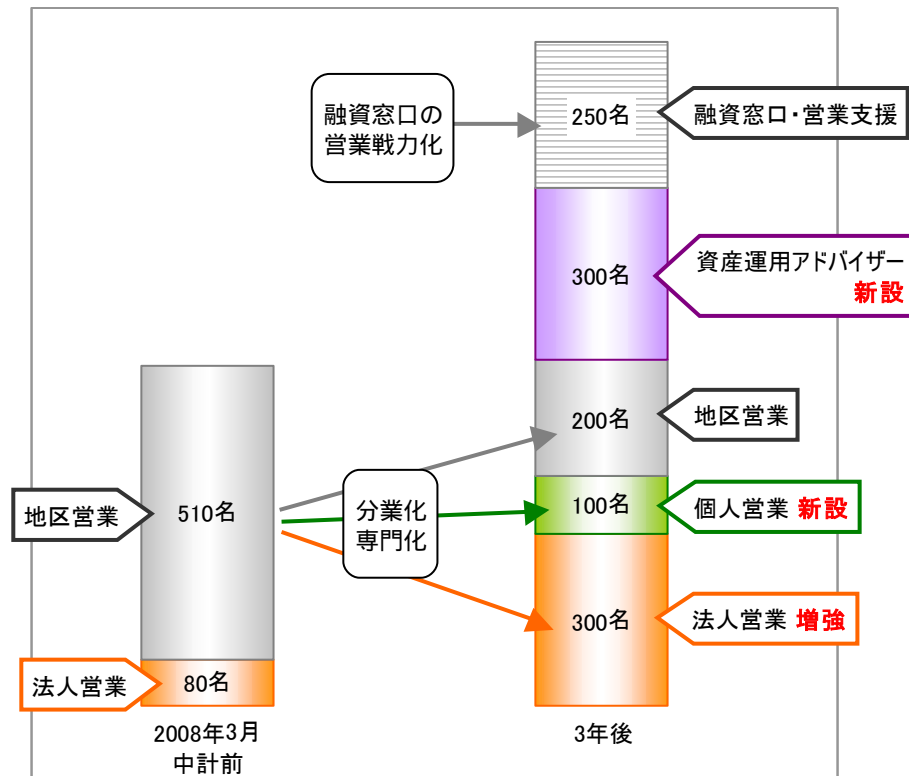 融資窓口の
営業戦力化
250名
融資窓口・営業支援
300名
資産運用アドバイザー
新設
200名
地区営業
地区営業
510名
分業化
専門化
100名
個人営業 新設
300名
法人営業 増強
法人営業
80名
2008年3月
中計前
3年後